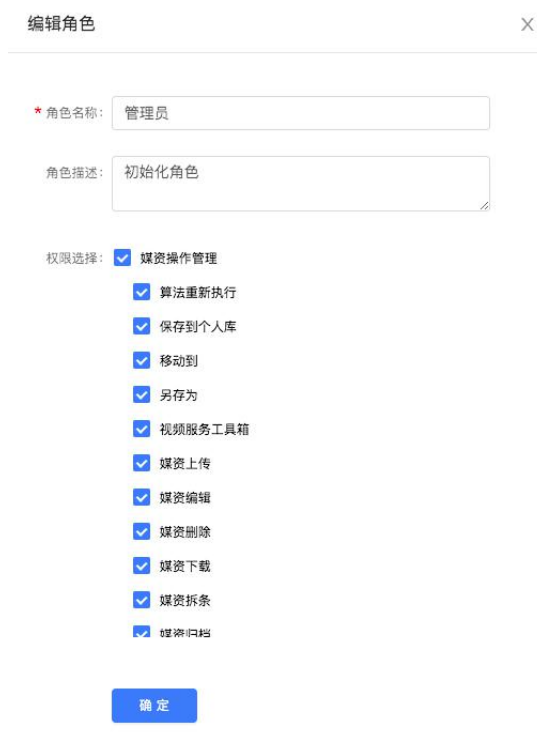 编辑角色 X
* 角色名称: 管理员
角色描述: 初始化角色
权限选择: 媒资操作管理
算法重新执行
保存到个人库
移动到
另存为
视频服务工具箱
媒资上传
媒资编辑
媒资删除
媒资下载
媒资拆条
媒资归档
确 定